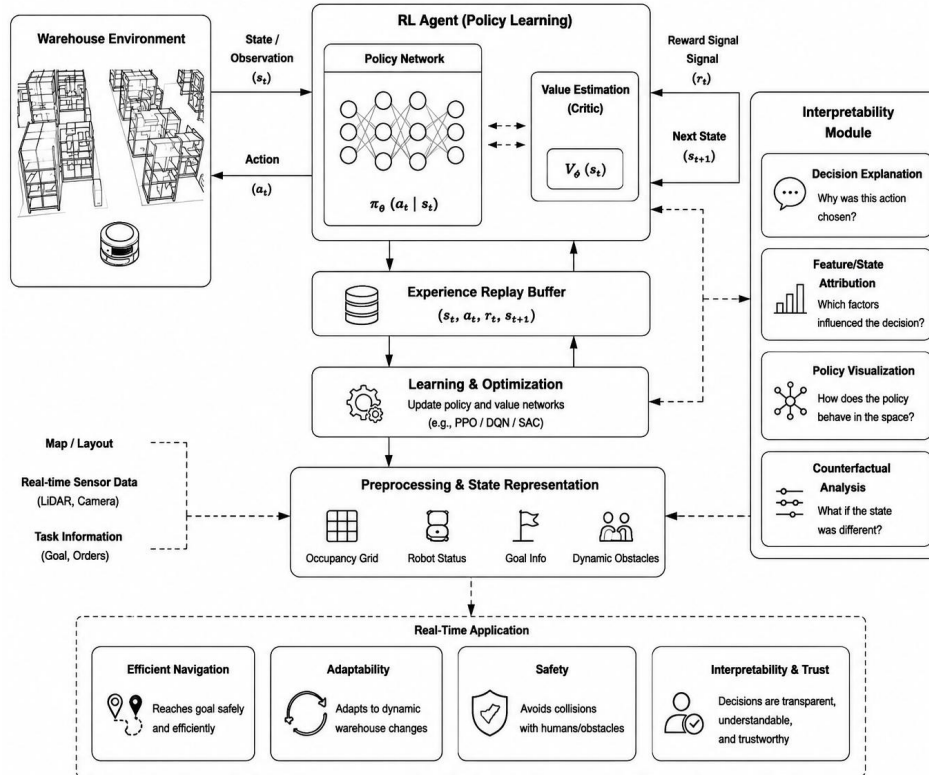 Warehouse Environment
State /
Observation
(s_t)
Action
(a_t)
RL Agent (Policy Learning)
Policy Network
π_θ (a_t | s_t)
Value Estimation
(Critic)
V_ϕ (s_t)
Reward Signal
Signal
(r_t)
Next State
(s_{t+1})
Experience Replay Buffer
(s_t, a_t, r_t, s_{t+1})
Learning & Optimization
Update policy and value networks
(e.g., PPO / DQN / SAC)
Map / Layout
Real-time Sensor Data
(LiDAR, Camera)
Task Information
(Goal, Orders)
Preprocessing & State Representation
Occupancy Grid
Robot Status
Goal Info
Dynamic Obstacles
Interpretability
Module
Decision Explanation
Why was this action
chosen?
Feature/State
Attribution
Which factors
influenced the decision?
Policy Visualization
How does the policy
behave in the space?
Counterfactual
Analysis
What if the state
was different?
Real-Time Application
Efficient Navigation
Reaches goal safely
and efficiently
Adaptability
Adapts to dynamic
warehouse changes
Safety
Avoids collisions
with humans/obstacles
Interpretability & Trust
Decisions are transparent,
understandable,
and trustworthy